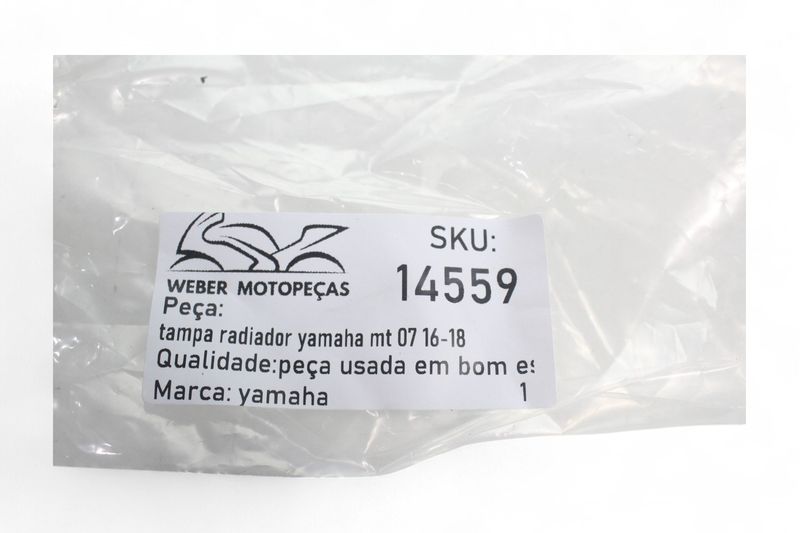 WEBER MOTOPEÇAS
SKU:
14559
Peça:
tampa radiador yamaha mt 07 16-18
Qualidade:peça usada em bom es
Marca: yamaha
1